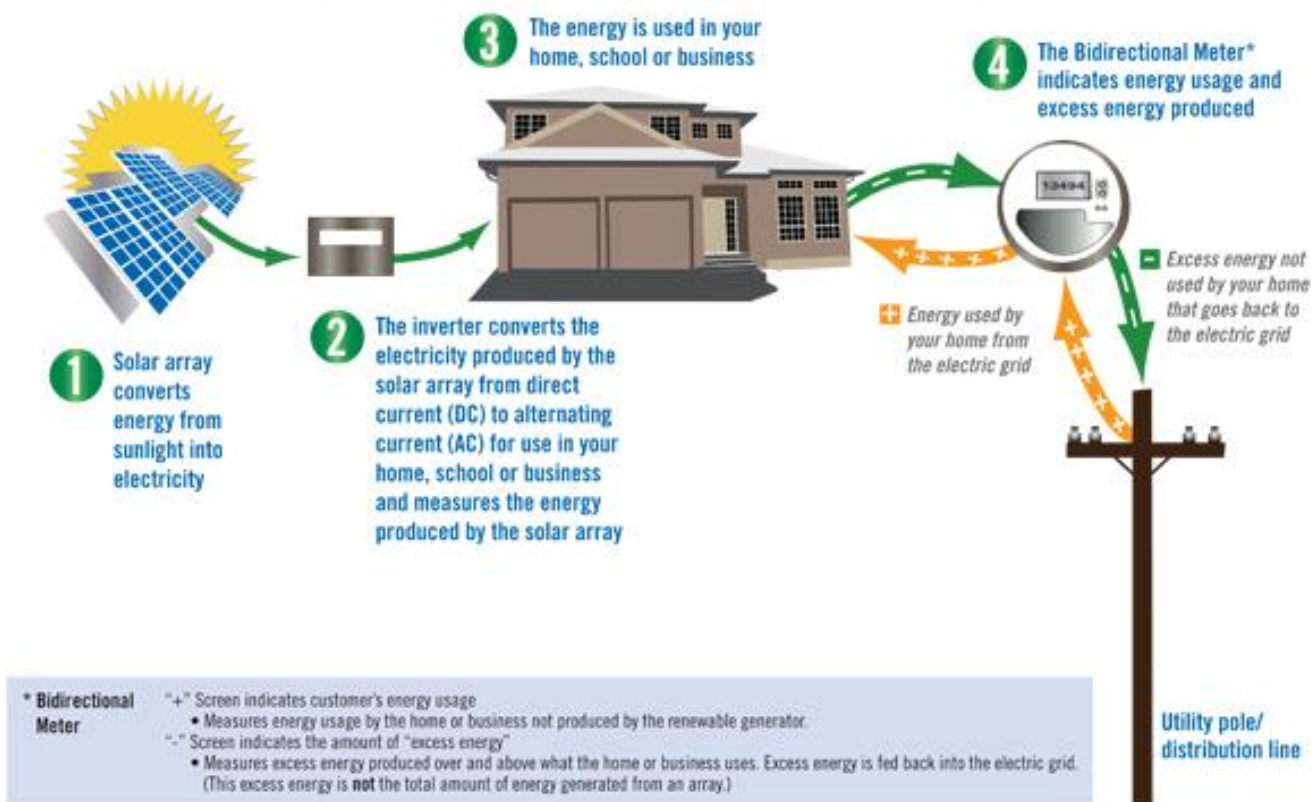 1
Solar array
converts
energy from
sunlight into
electricity
2
The inverter converts the
electricity produced by the
solar array from direct
current (DC) to alternating
current (AC) for use in your
home, school or business
and measures the energy
produced by the solar array
3
The energy is used in your
home, school or business
4
The Bidirectional Meter*
indicates energy usage and
excess energy produced
13494
+ Energy used by
your home from
the electric grid
- Excess energy not
used by your home
that goes back to
the electric grid
Utility pole/
distribution line
* Bidirectional
Meter
"+" Screen indicates customer's energy usage
• Measures energy usage by the home or business not produced by the renewable generator.
"-" Screen indicates the amount of "excess energy"
• Measures excess energy produced over and above what the home or business uses. Excess energy is fed back into the electric grid.
(This excess energy is not the total amount of energy generated from an array.)